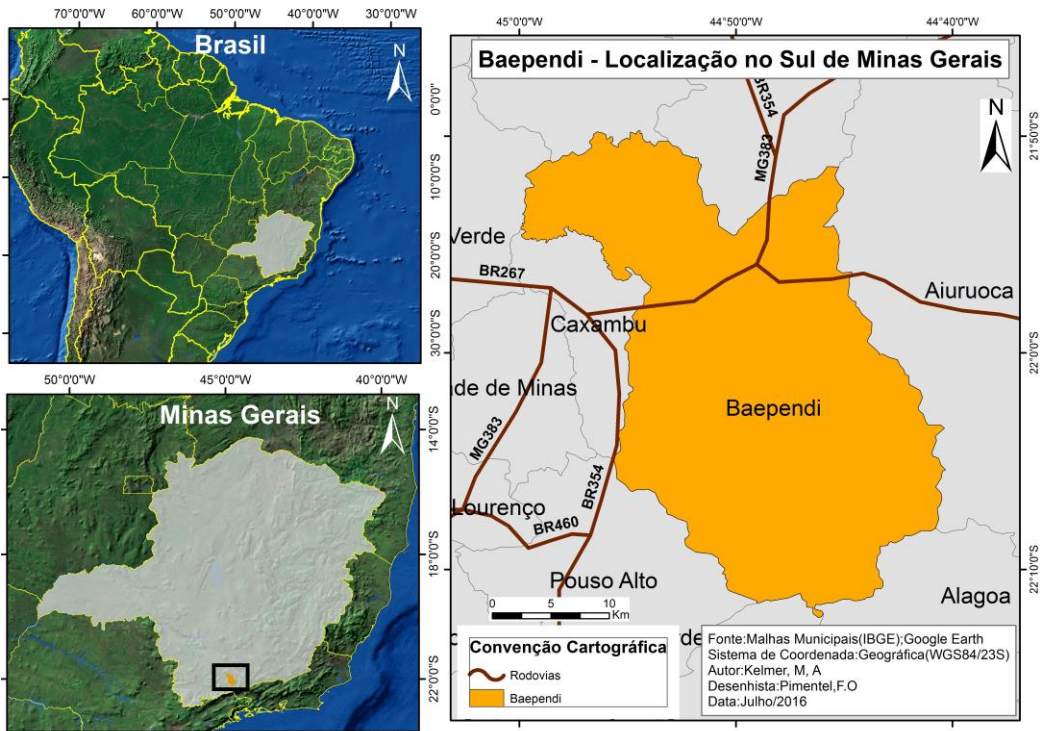 70°0'0"W 60°0'0"W 50°0'0"W 40°0'0"W 30°0'0"W
Brasil
N
0°0'0"
10°0'0"S
20°0'0"S
30°0'0"S
50°0'0"W 45°0'0"W 40°0'0"W
Minas Gerais
N
14°0'0"S
18°0'0"S
22°0'0"S
45°0'0"W 44°50'0"W 44°40'0"W
Baependi - Localização no Sul de Minas Gerais
N
BR354
MG383
21°50'0"S
Verde
BR267
Aiuruoca
Caxambu
22°0'0"S
de de Minas
Baependi
MG383
BR354
Lourenço
BR460
22°10'0"S
Pouso Alto
Alagoa
0 5 10
Km
Convenção Cartográfica
Rodovias
Baependi
Fonte:Malhas Municipais(IBGE);Google Earth
Sistema de Coordenada:Geográfica(WGS84/23S)
Autor:Kelmer, M, A
Desenhista:Pimentel,F.O
Data:Julho/2016